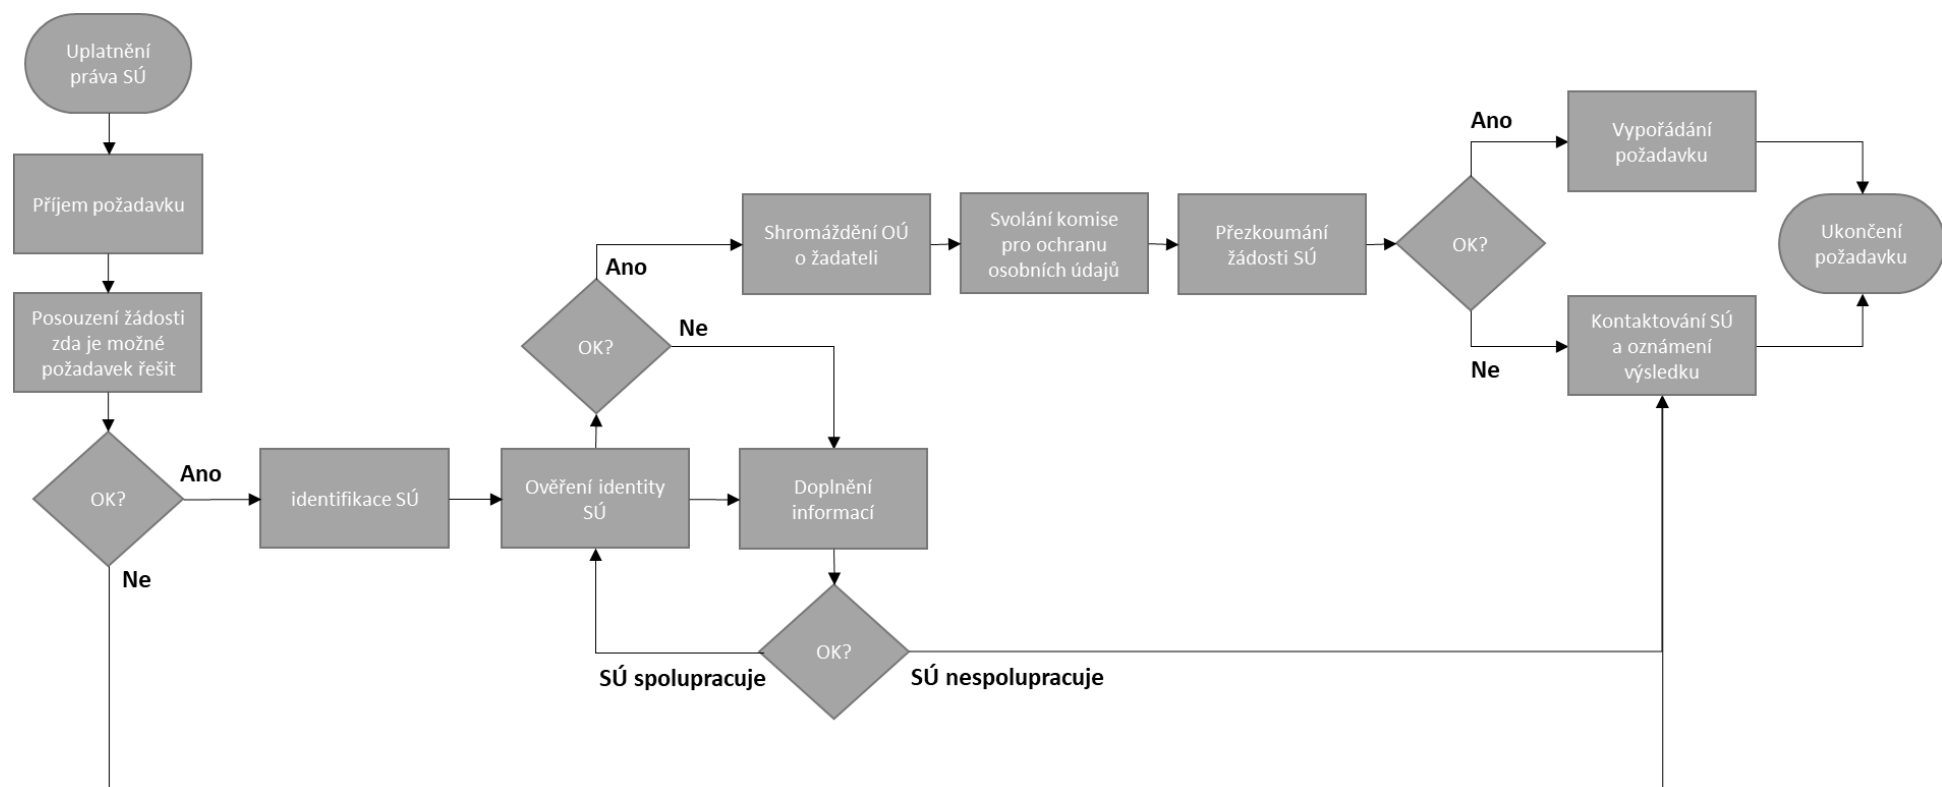 Uplatnění
práva SÚ
Příjem požadavku
Posouzení žádosti
zda je možné
požadavek řešit
OK?
Ano
Ne
identifikace SÚ
Ověření identity
SÚ
OK?
Ano
Ne
Doplnění
informací
OK?
SÚ spolupracuje
SÚ nespolupracuje
Shromáždění OÚ
o žadateli
Svolání komise
pro ochranu
osobních údajů
Přezkoumání
žádosti SÚ
OK?
Ano
Ne
Vypořádání
požadavku
Kontaktování SÚ
a oznámení
výsledku
Ukončení
požadavku